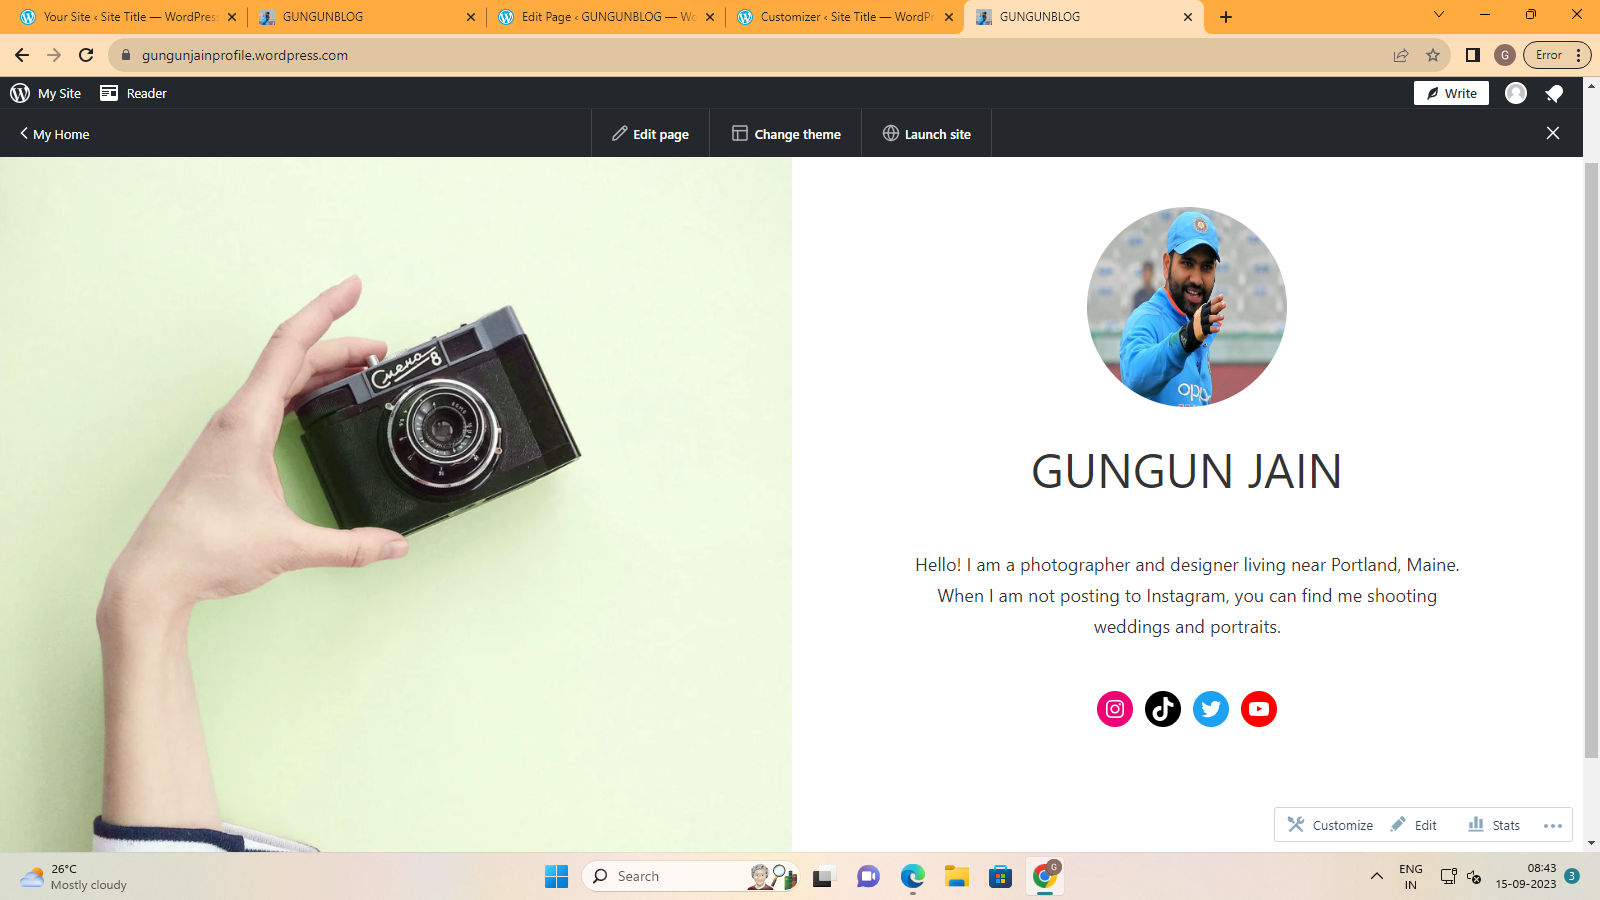 Your Site ‹ Site Title — WordPres
GUNGUNBLOG
Edit Page ‹ GUNGUNBLOG — Wo
Customizer ‹ Site Title — WordPr
GUNGUNBLOG
gungunjainprofile.wordpress.com
G
Error
My Site
Reader
Write
My Home
Edit page
Change theme
Launch site
Смена 8
oppo
GUNGUN JAIN
Hello! I am a photographer and designer living near Portland, Maine.
When I am not posting to Instagram, you can find me shooting
weddings and portraits.
Customize
Edit
Stats
26°C
Mostly cloudy
Search
G
ENG
IN
08:43
15-09-2023
3